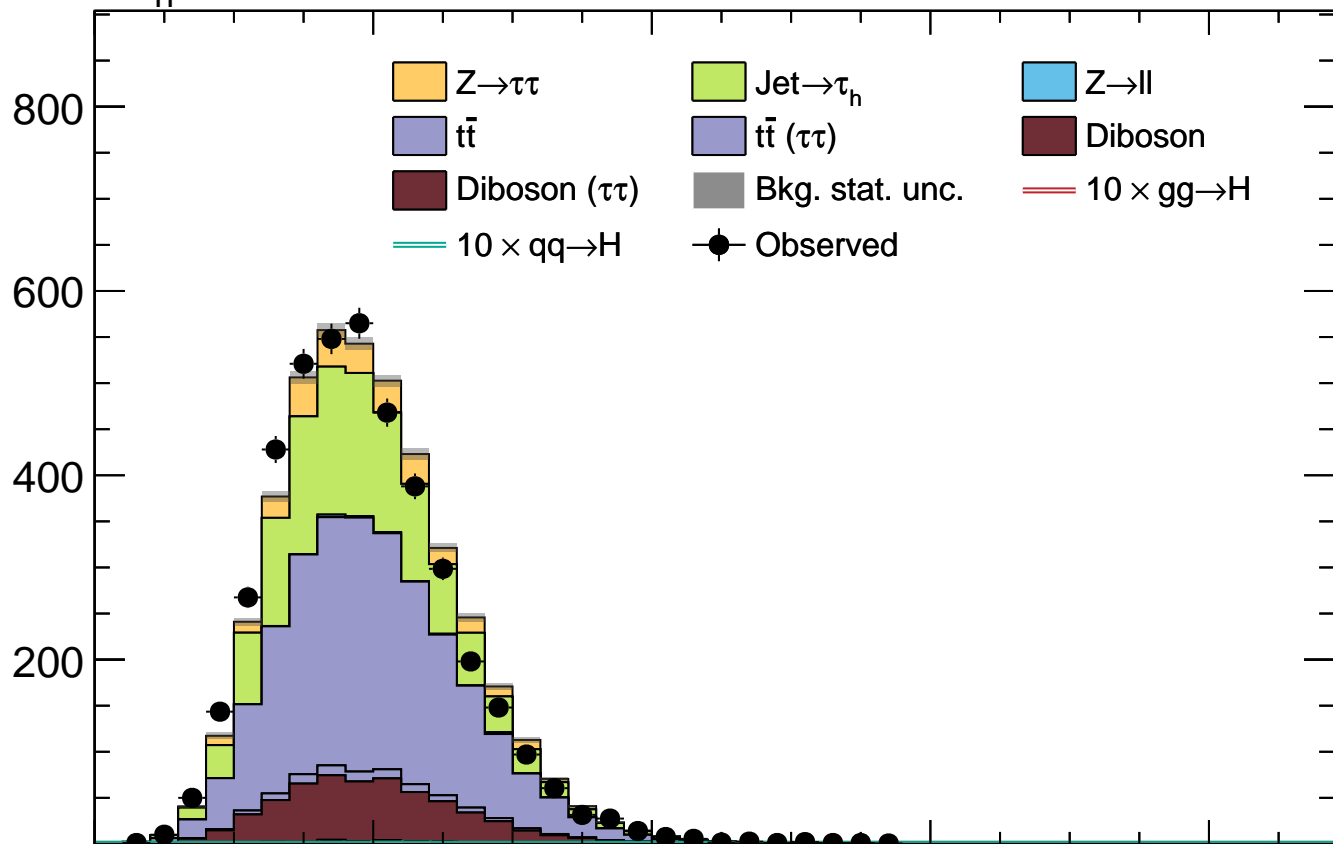 800
600
400
200
Z→ττ Jet→τₕ Z→ll
tt̄ tt̄ (ττ) Diboson
Diboson (ττ) Bkg. stat. unc. 10 × gg→H
10 × qq→H Observed